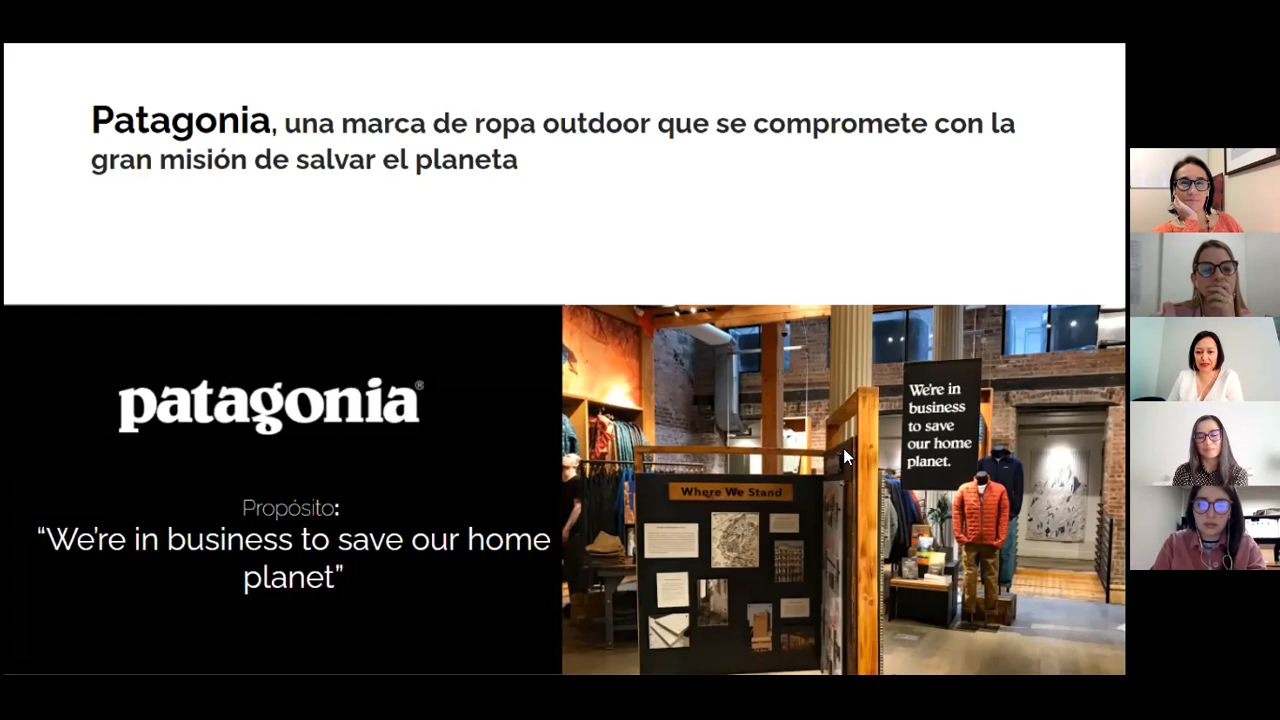 Patagonia, una marca de ropa outdoor que se compromete con la
gran misión de salvar el planeta
patagonia®
Propósito:
“We’re in business to save our home
planet”
We're in
business
to save
our home
planet.
Where We Stand